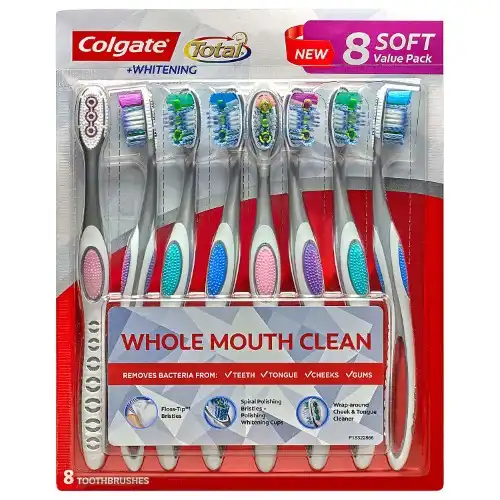 Colgate Total
+WHITENING
NEW 8 SOFT
Value Pack
WHOLE MOUTH CLEAN
REMOVES BACTERIA FROM: ✓TEETH ✓TONGUE ✓CHEEKS ✓GUMS
Floss-Tip™
Bristles
Spiral Polishing
Bristles +
Polishing
Whitening Cups
Wrap-around
Cheek & Tongue
Cleaner
8 TOOTHBRUSHES